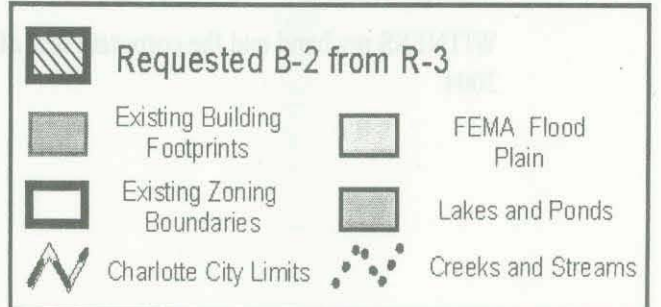 Requested B-2 from R-3
Existing Building
Footprints
FEMA Flood
Plain
Existing Zoning
Boundaries
Lakes and Ponds
Charlotte City Limits
Creeks and Streams